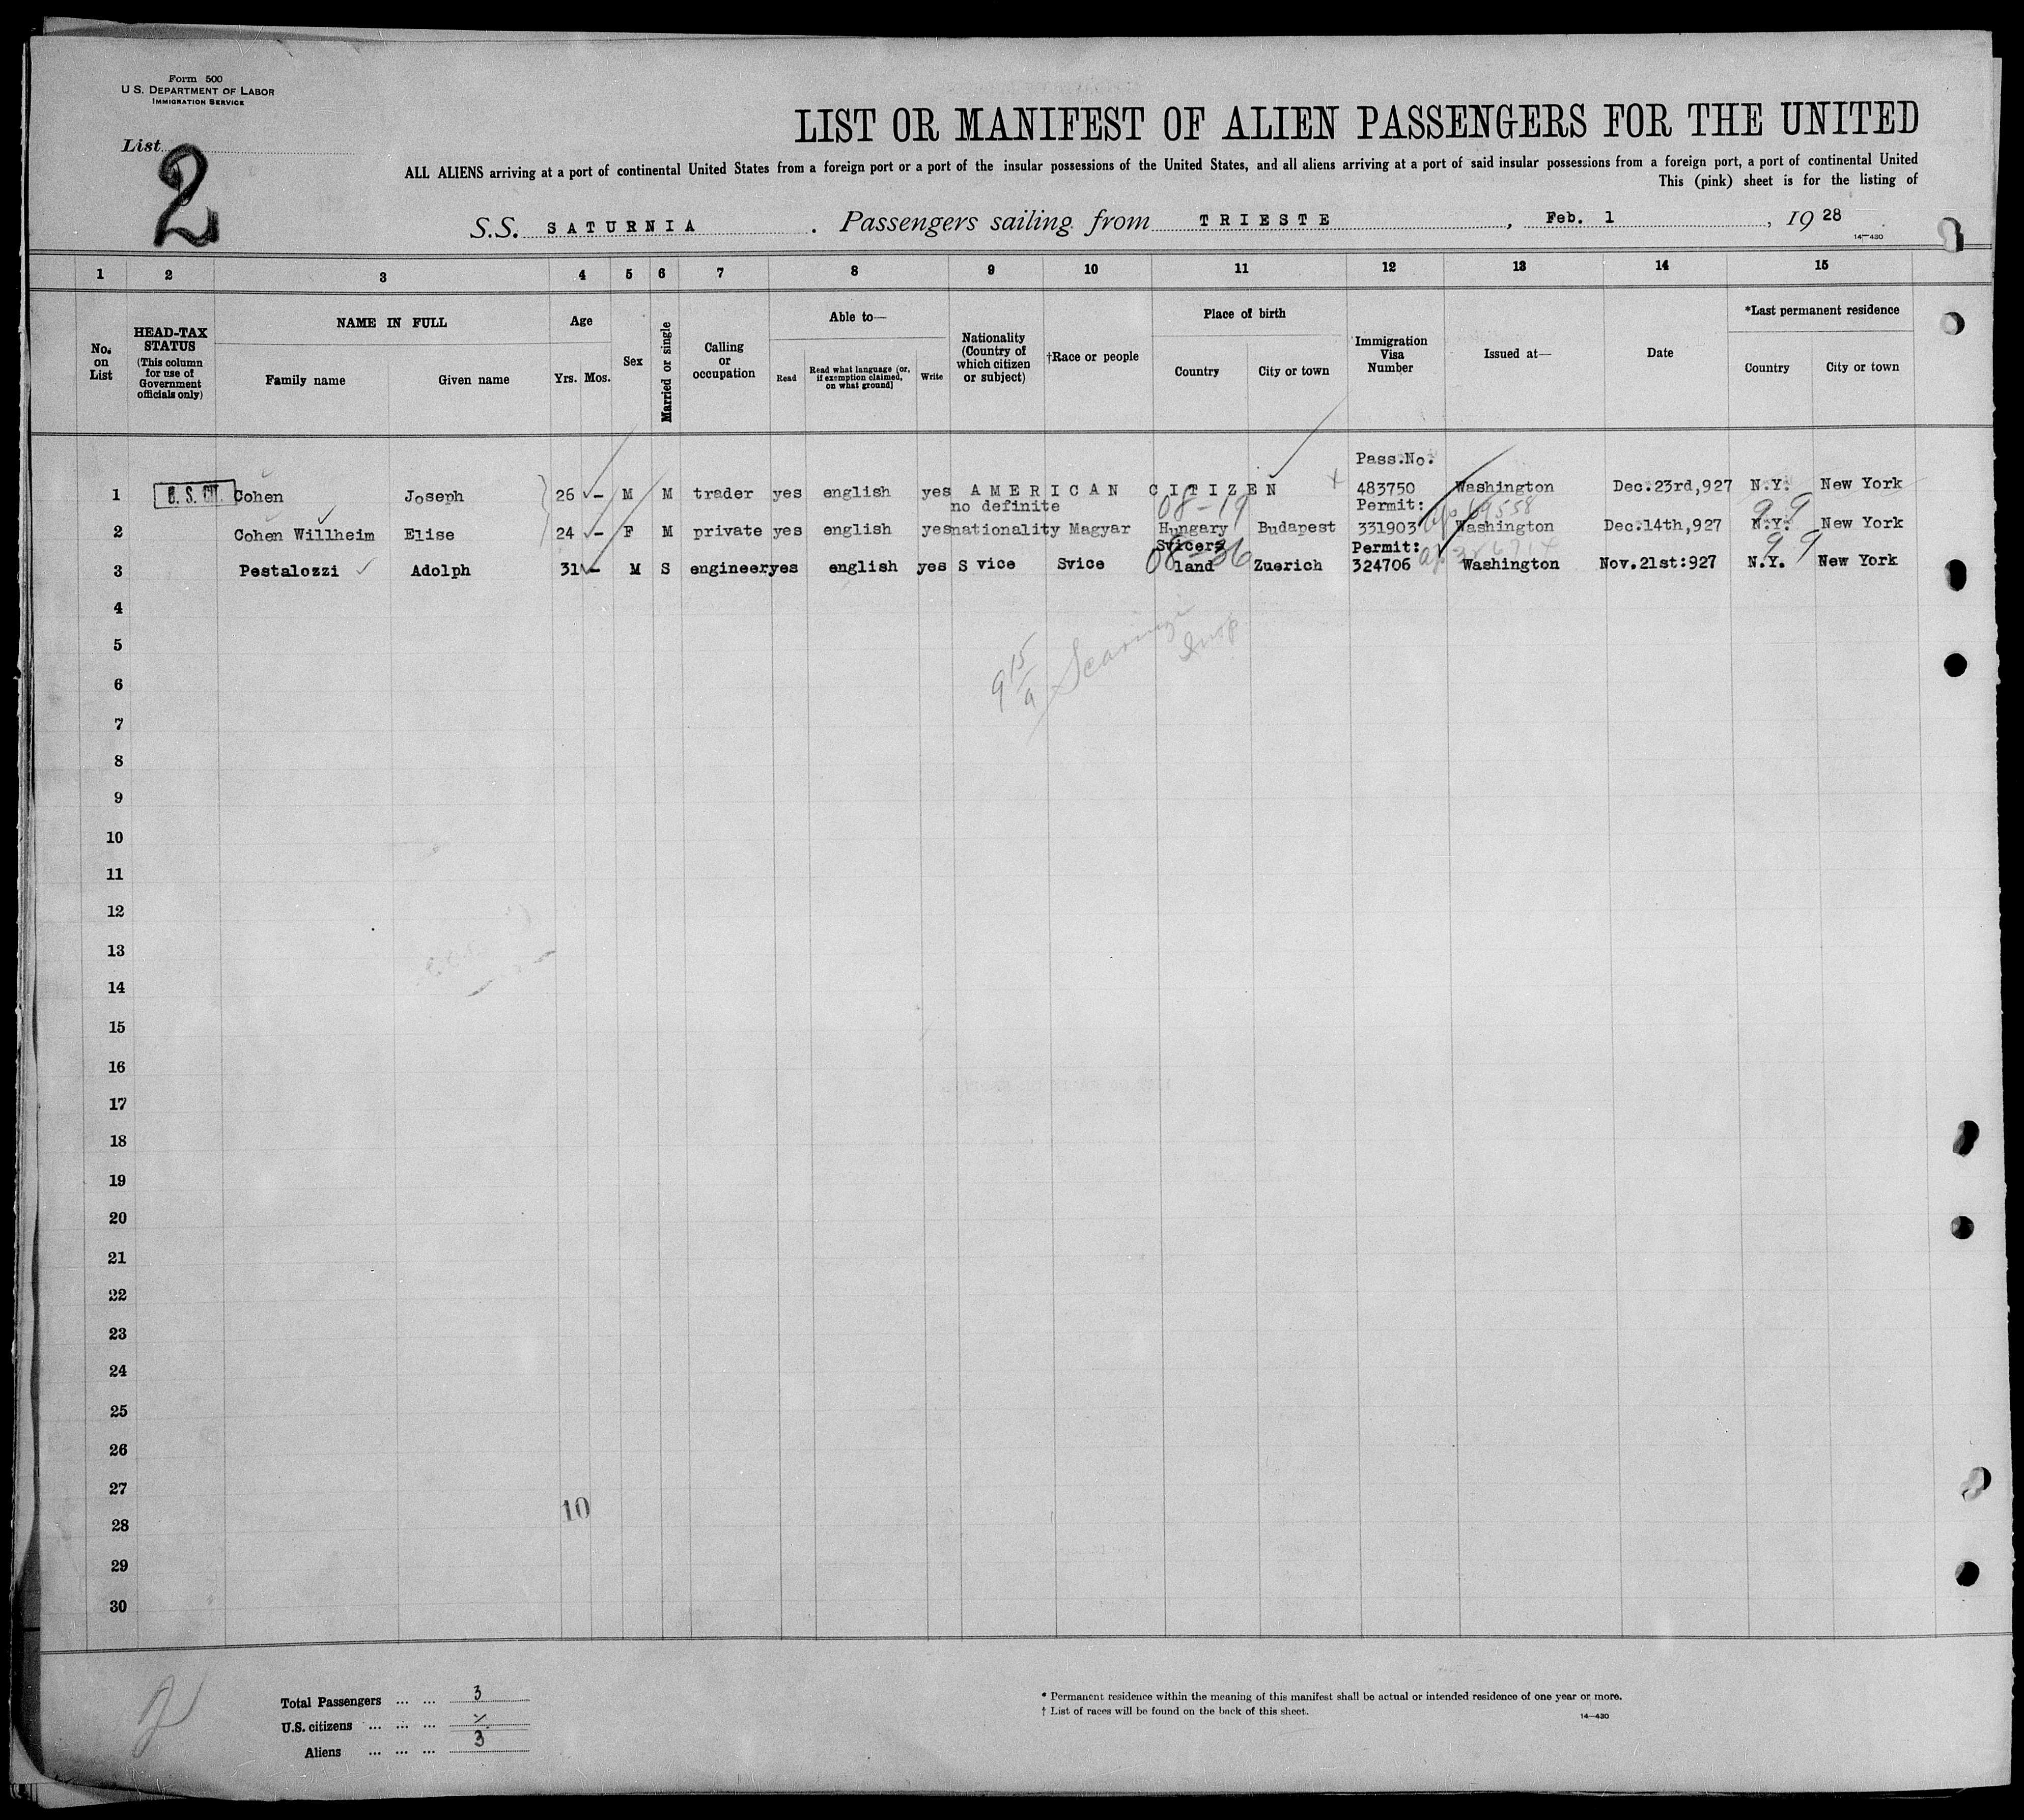 Form 500
U.S. DEPARTMENT OF LABOR
IMMIGRATION SERVICE
List
2
LIST OR MANIFEST OF ALIEN PASSENGERS FOR THE UNITED
ALL ALIENS arriving at a port of continental United States from a foreign port or a port of the insular possessions of the United States, and all aliens arriving at a port of said insular possessions from a foreign port, a port of continental United
This (pink) sheet is for the listing of
S.S. SATURNIA. Passengers sailing from TRIESTE, Feb. 1, 1928
14-430
1 2 3 4 5 6 7 8 9 10 11 12 13 14 15
No. on List
HEAD-TAX STATUS (This column for use of Government officials only)
NAME IN FULL
Family name Given name
Age
Yrs. Mos.
Sex
Married or single
Calling or occupation
Able to—
Read
Read what language (or, if exemption claimed, on what ground)
Write
Nationality (Country of which citizen or subject)
†Race or people
Place of birth
Country City or town
Immigration Visa Number
Issued at—
Date
*Last permanent residence
Country City or town
Pass.No.
1 U.S. CIT. Cohen Joseph 26 – M M trader yes english yes AMERICAN CITIZEN 483750 Washington Dec.23rd,927 N.Y. New York
no definite 08-19 Permit: 99
2 Cohen Willheim Elise 24 – F M private yes english yes nationality Magyar Hungary Budapest 331903 Washington Dec.14th,927 N.Y. New York
Svicer Permit: 99
3 Pestalozzi Adolph 31 – M S engineer yes english yes Svice Svice land 08-36 Zuerich 324706 Washington Nov.21st:927 N.Y. New York
4
5
6
7
8
9
10
11
12
13
14
15
16
17
18
19
20
21
22
23
24
25
26
27
10
28
29
30
Total Passengers ... ... 3
U.S. citizens ... ... ...
Aliens ... ... ... 3
* Permanent residence within the meaning of this manifest shall be actual or intended residence of one year or more.
† List of races will be found on the back of this sheet.
14-430